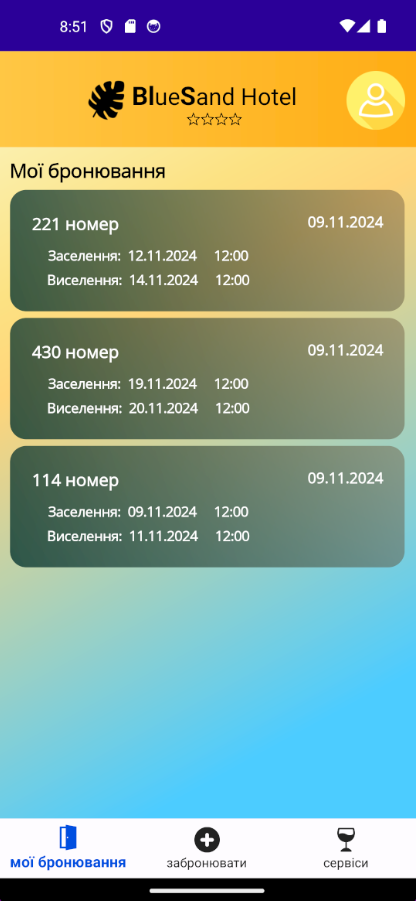 8:51
BlueSand Hotel
☆☆☆☆
Мої бронювання
221 номер 09.11.2024
Заселення: 12.11.2024 12:00
Виселення: 14.11.2024 12:00
430 номер 09.11.2024
Заселення: 19.11.2024 12:00
Виселення: 20.11.2024 12:00
114 номер 09.11.2024
Заселення: 09.11.2024 12:00
Виселення: 11.11.2024 12:00
мої бронювання забронювати сервіси